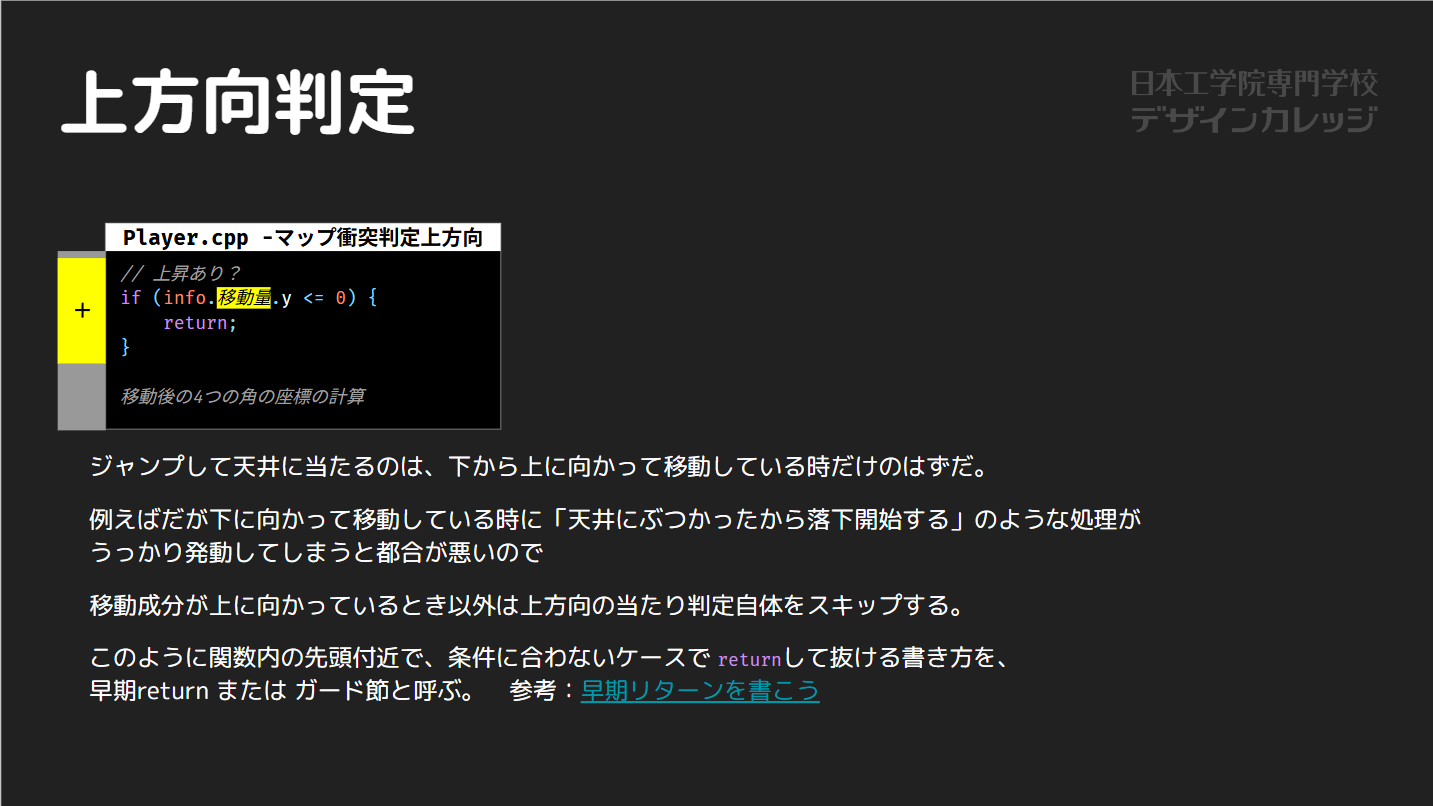 上方向判定
日本工学院専門学校
デザインカレッジ
Player.cpp -マップ衝突判定上方向
+
// 上昇あり？
if (info.移動量.y <= 0) {
    return;
}
移動後の4つの角の座標の計算
ジャンプして天井に当たるのは、下から上に向かって移動している時だけのはずだ。
例えばだが下に向かって移動している時に「天井にぶつかったから落下開始する」のような処理が
うっかり発動してしまうと都合が悪いので
移動成分が上に向かっているとき以外は上方向の当たり判定自体をスキップする。
このように関数内の先頭付近で、条件に合わないケースで returnして抜ける書き方を、
早期return または ガード節と呼ぶ。　参考：早期リターンを書こう